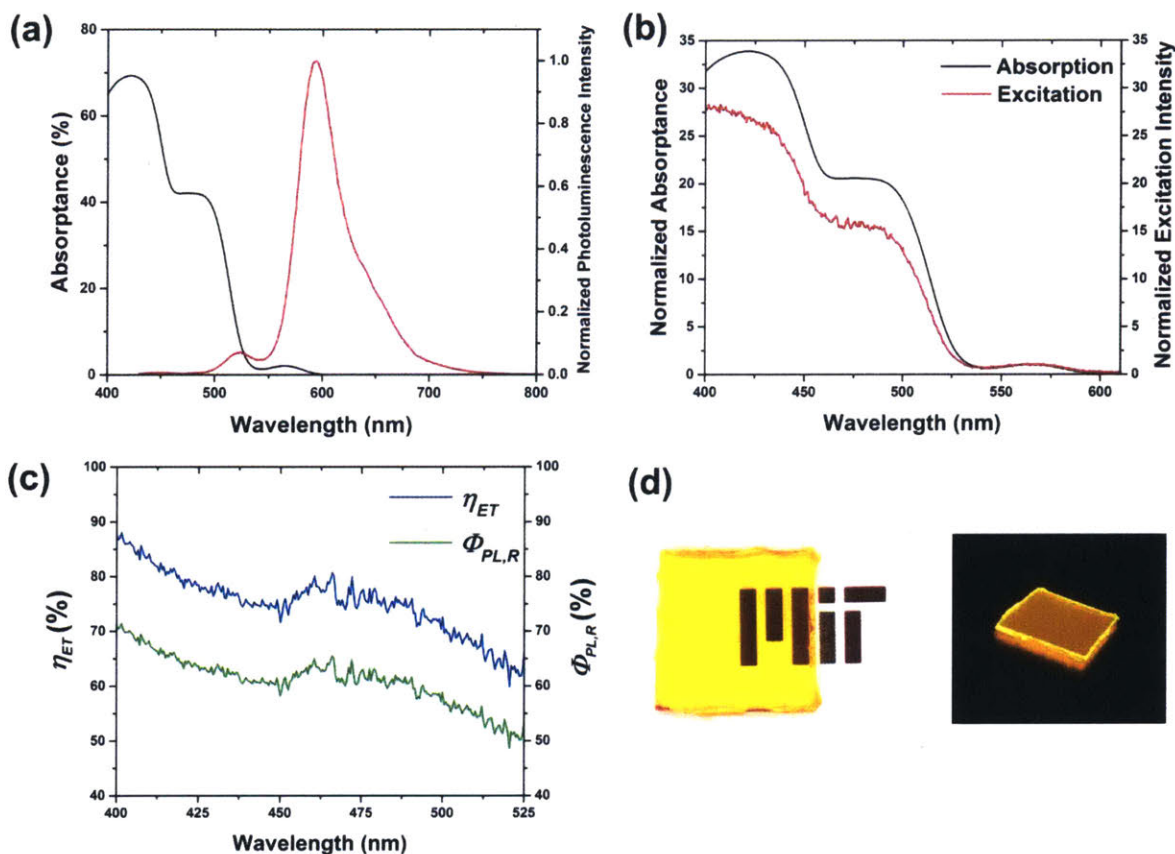 (a)
80
60
40
20
0
Absorptance (%)
400 500 600 700 800
Wavelength (nm)
1.0
0.8
0.6
0.4
0.2
0.0
Normalized Photoluminescence Intensity
(b)
35
30
25
20
15
10
5
0
Normalized Absorptance
Absorption
Excitation
400 450 500 550 600
Wavelength (nm)
35
30
25
20
15
10
5
0
Normalized Excitation Intensity
(c)
100
90
80
70
60
50
40
η_ET (%)
η_ET
Φ_PL,R
400 425 450 475 500 525
Wavelength (nm)
100
90
80
70
60
50
40
Φ_PL,R (%)
(d)